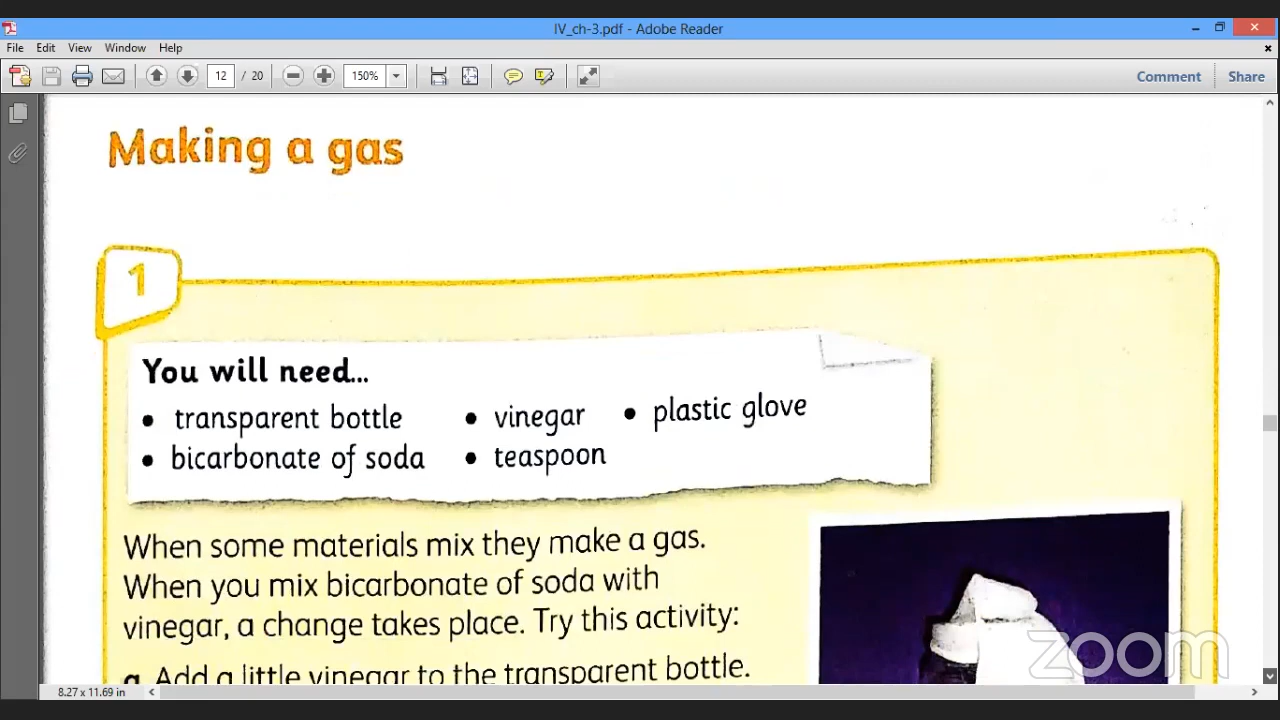 IV_ch-3.pdf - Adobe Reader
File Edit View Window Help
12 / 20 150% Comment Share
Making a gas
1
You will need...
• transparent bottle • vinegar • plastic glove
• bicarbonate of soda • teaspoon
When some materials mix they make a gas.
When you mix bicarbonate of soda with
vinegar, a change takes place. Try this activity:
a Add a little vinegar to the transparent bottle.
zoom
8.27 x 11.69 in